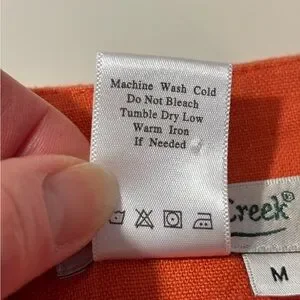 Machine Wash Cold
Do Not Bleach
Tumble Dry Low
Warm Iron
If Needed
Creek
M